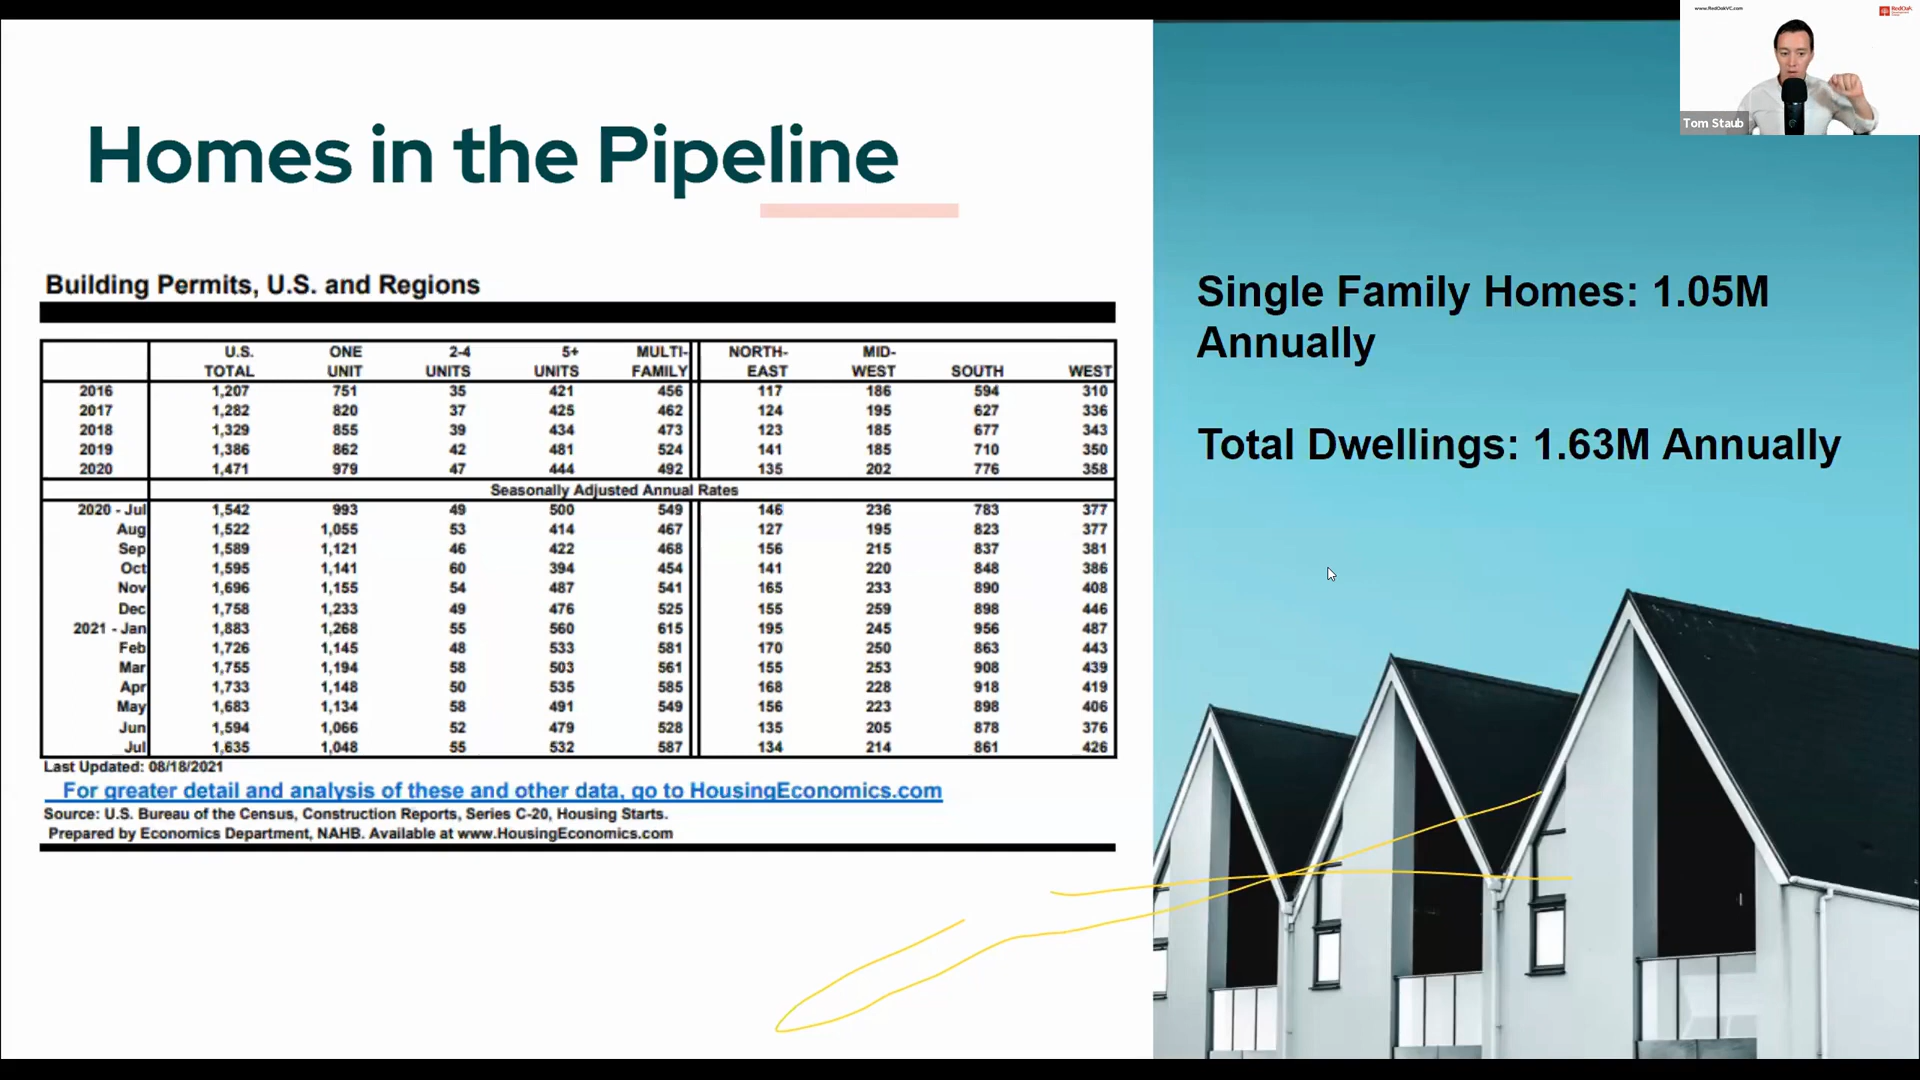 www.RedOakVC.com
RedOak
Tom Staub
Homes in the Pipeline
Building Permits, U.S. and Regions
U.S. TOTAL ONE UNIT 2-4 UNITS 5+ UNITS MULTI-FAMILY NORTH-EAST MID-WEST SOUTH WEST
2016 1,207 751 35 421 456 117 186 594 310
2017 1,282 820 37 425 462 124 195 627 336
2018 1,329 855 39 434 473 123 185 677 343
2019 1,386 862 42 481 524 141 185 710 350
2020 1,471 979 47 444 492 135 202 776 358
Seasonally Adjusted Annual Rates
2020 - Jul 1,542 993 49 500 549 146 236 783 377
Aug 1,522 1,055 53 414 467 127 195 823 377
Sep 1,589 1,121 46 422 468 156 215 837 381
Oct 1,595 1,141 60 394 454 141 220 848 386
Nov 1,696 1,155 54 487 541 165 233 890 408
Dec 1,758 1,233 49 476 525 155 259 898 446
2021 - Jan 1,883 1,268 55 560 615 195 245 956 487
Feb 1,726 1,145 48 533 581 170 250 863 443
Mar 1,755 1,194 58 503 561 155 253 908 439
Apr 1,733 1,148 50 535 585 168 228 918 419
May 1,683 1,134 58 491 549 156 223 898 406
Jun 1,594 1,066 52 479 528 135 205 878 376
Jul 1,635 1,048 55 532 587 134 214 861 426
Last Updated: 08/18/2021
For greater detail and analysis of these and other data, go to HousingEconomics.com
Source: U.S. Bureau of the Census, Construction Reports, Series C-20, Housing Starts.
Prepared by Economics Department, NAHB. Available at www.HousingEconomics.com
Single Family Homes: 1.05M
Annually
Total Dwellings: 1.63M Annually